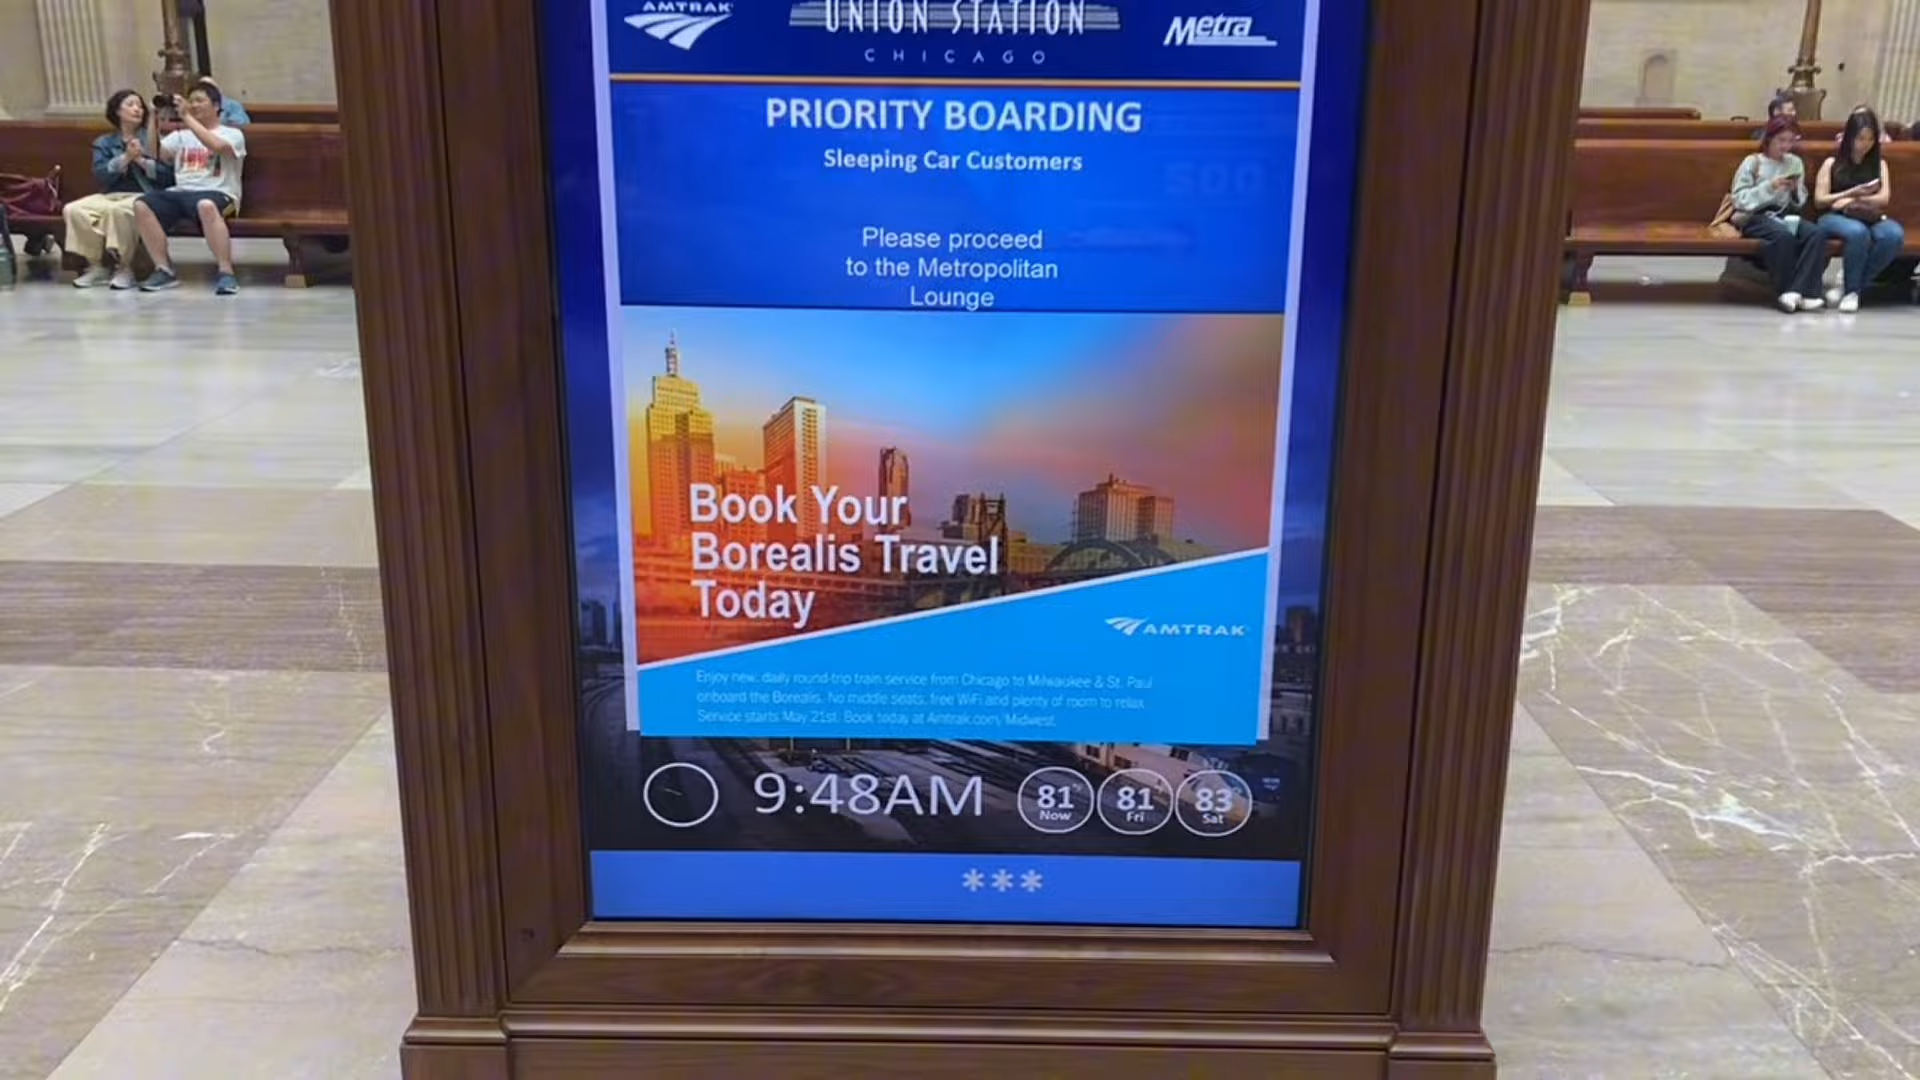 AMTRAK
UNION STATION
CHICAGO
Metra
PRIORITY BOARDING
Sleeping Car Customers
500
Please proceed
to the Metropolitan
Lounge
Book Your
Borealis Travel
Today
AMTRAK
Enjoy new, daily round-trip train service from Chicago to Milwaukee & St. Paul
onboard the Borealis. No middle seats, free WiFi and plenty of room to relax.
Service starts May 21st. Book today at Amtrak.com/Midwest.
9:48AM
81° Now
81° Fri
83° Sat
***